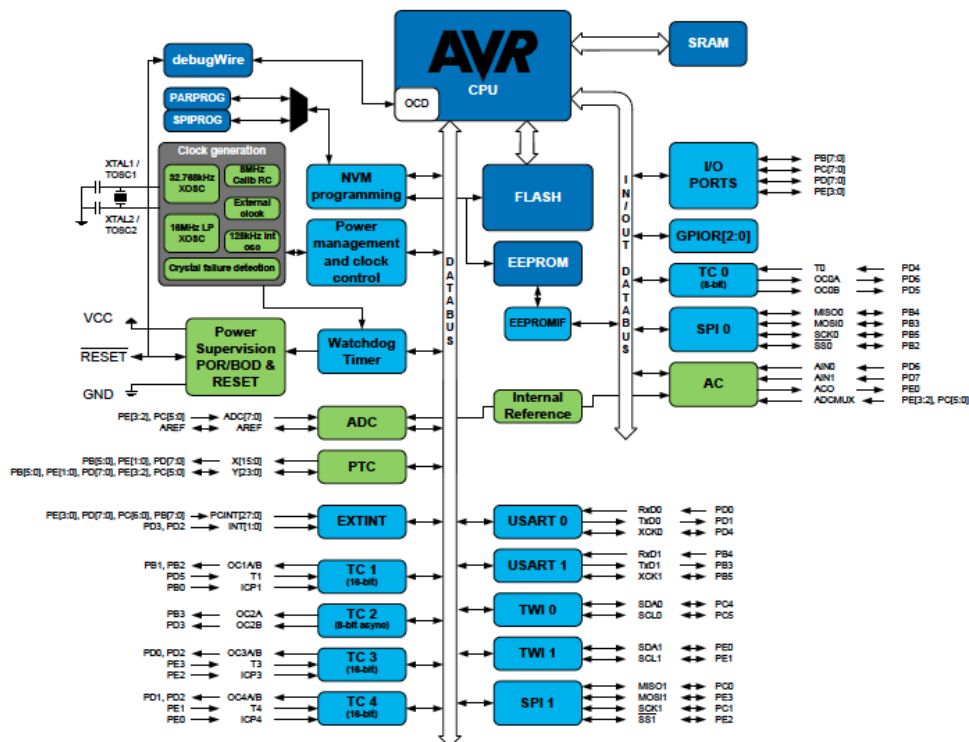 AVR
CPU
OCD
SRAM
debugWire
PARPROG
SPIPROG
Clock generation
XTAL1 /
TOSC1
32.768kHz
XOSC
8MHz
Calib RC
External
clock
XTAL2 /
TOSC2
16MHz LP
XOSC
128kHz int
osc
Crystal failure detection
NVM
programming
Power
management
and clock
control
FLASH
EEPROM
EEPROMIF
DATABUS
IN/OUT DATABUS
I/O
PORTS
PB[7:0]
PC[7:0]
PD[7:0]
PE[3:0]
GPIOR[2:0]
TC 0
(8-bit)
T0 PD4
OC0A PD6
OC0B PD5
SPI 0
MISO0 PB4
MOSI0 PB3
SCK0 PB5
SS0 PB2
AC
AIN0 PD6
AIN1 PD7
ACO PE0
ADCMUX PE[3:2], PC[5:0]
VCC
RESET
GND
Power
Supervision
POR/BOD &
RESET
Watchdog
Timer
Internal
Reference
PE[3:2], PC[5:0] ADC[7:0]
AREF AREF
ADC
PB[5:0], PE[1:0], PD[7:0] X[15:0]
PB[5:0], PE[1:0], PD[7:0], PE[3:2], PC[5:0] Y[23:0]
PTC
PE[3:0], PD[7:0], PC[6:0], PB[7:0] PCINT[27:0]
PD3, PD2 INT[1:0]
EXTINT
PB1, PB2 OC1A/B
PD5 T1
PB0 ICP1
TC 1
(16-bit)
PB3 OC2A
PD3 OC2B
TC 2
(8-bit async)
PD0, PD2 OC3A/B
PE3 T3
PE2 ICP3
TC 3
(16-bit)
PD1, PD2 OC4A/B
PE1 T4
PE0 ICP4
TC 4
(16-bit)
USART 0
RxD0 PD0
TxD0 PD1
XCK0 PD4
USART 1
RxD1 PB4
TxD1 PB3
XCK1 PB5
TWI 0
SDA0 PC4
SCL0 PC5
TWI 1
SDA1 PE0
SCL1 PE1
SPI 1
MISO1 PC0
MOSI1 PE3
SCK1 PC1
SS1 PE2